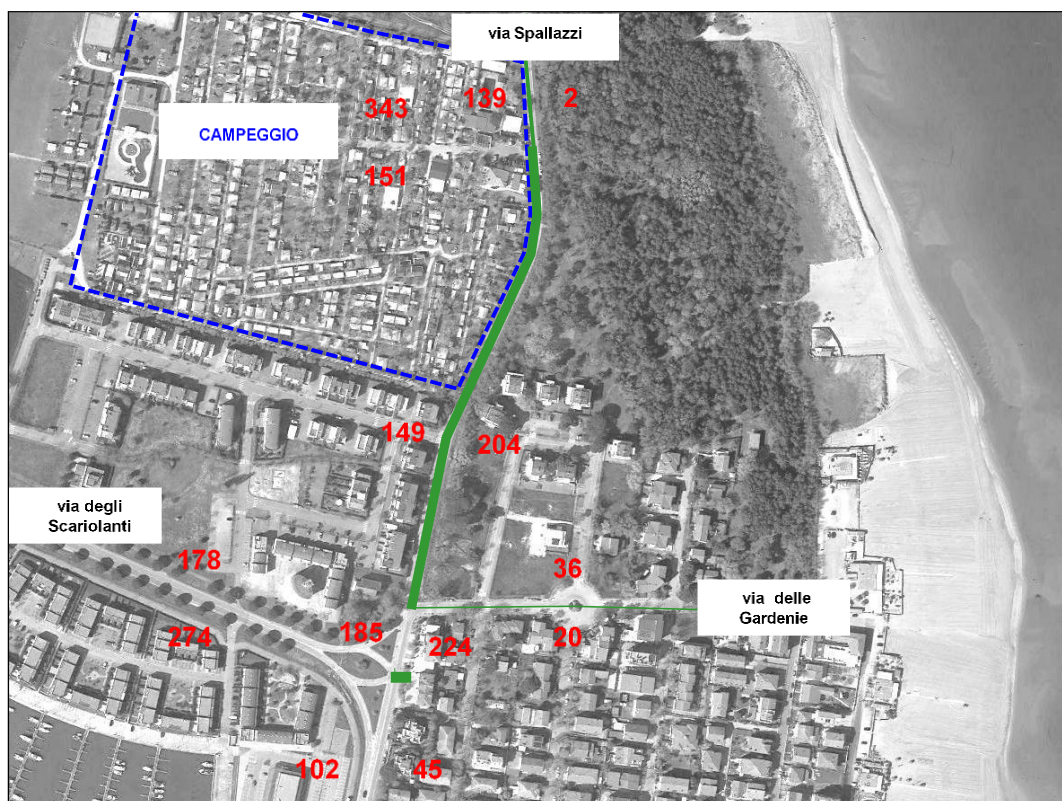 via Spallazzi
343
139
2
CAMPEGGIO
151
149
204
via degli
Scariolanti
178
36
via delle
Gardenie
185
20
274
224
102
45